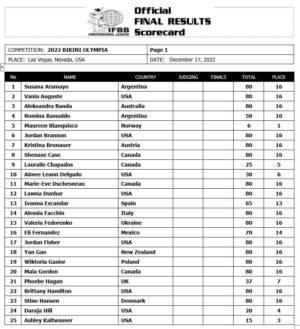 Official
FINAL RESULTS
Scorecard
IFBB
PROFESSIONAL LEAGUE
COMPETITION: 2022 BIKINI OLYMPIA Page 1
PLACE: Las Vegas, Nevada, USA DATE: December 17, 2022
No NAME COUNTRY JUDGING FINALS TOTAL PLACE
1 Susana Aramayo Argentina 80 16
2 Vania Auguste USA 80 16
3 Aleksandra Banda Australia 80 16
4 Romina Basualdo Argentina 50 10
5 Maureen Blanquisco Norway 6 1
6 Jordan Brannon USA 80 16
7 Kristina Brunauer Austria 80 16
8 Shenase Case Canada 80 16
9 Lauralie Chapados Canada 25 5
10 Aimee Leann Delgado USA 30 6
11 Marie-Eve Duchesneau Canada 80 16
12 Lawna Dunbar USA 80 16
13 Ivanna Escandar Spain 65 13
14 Alessia Facchin Italy 80 16
15 Valeria Fedorenko Ukraine 80 16
16 Eli Fernandez Mexico 70 14
17 Jordan Fisher USA 80 16
18 Yan Gao New Zealand 80 16
19 Wiktoria Gasior Poland 80 16
20 Maia Gordon Canada 80 16
21 Phoebe Hagan UK 37 7
22 Brittany Hamilton USA 80 16
23 Stine Hansen Denmark 80 16
24 Daraja Hill USA 20 4
25 Ashley Kaltwasser USA 15 3